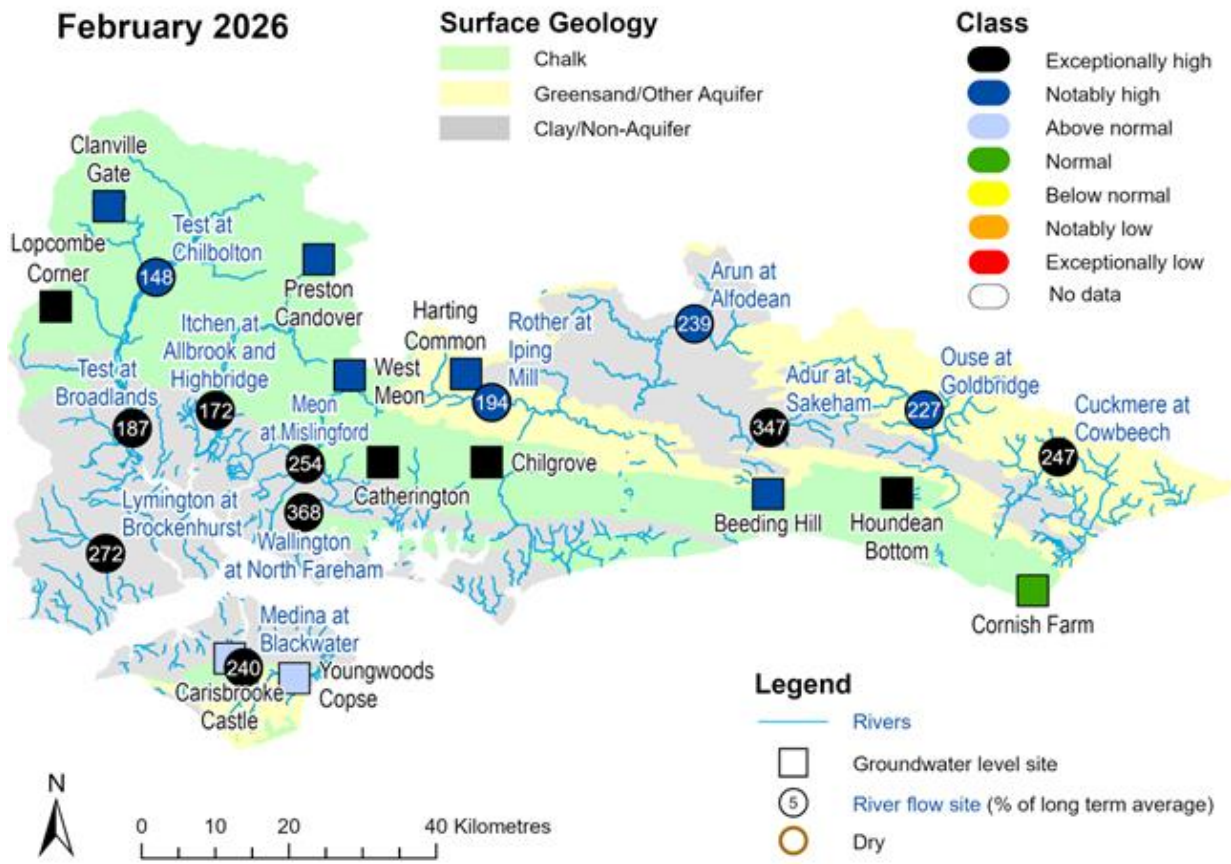 February 2026
Surface Geology
Chalk
Greensand/Other Aquifer
Clay/Non-Aquifer
Class
Exceptionally high
Notably high
Above normal
Normal
Below normal
Notably low
Exceptionally low
No data
Clanville
Gate
Test at
Chilbolton
148
Lopcombe
Corner
Preston
Candover
Itchen at
Allbrook and
Highbridge
172
Test at
Broadlands
187
Harting
Common
West
Meon
Rother at
Iping
Mill
194
Arun at
Alfodean
239
Adur at
Sakeham
347
Ouse at
Goldbridge
227
Cuckmere at
Cowbeech
247
Meon
at Mislingford
254
Catherington
Chilgrove
Lymington at
Brockenhurst
272
368
Wallington
at North Fareham
Beeding Hill
Houndean
Bottom
Cornish Farm
Medina at
Blackwater
240
Carisbrooke
Castle
Youngwoods
Copse
Legend
Rivers
Groundwater level site
5
River flow site (% of long term average)
Dry
N
0 10 20 40 Kilometres